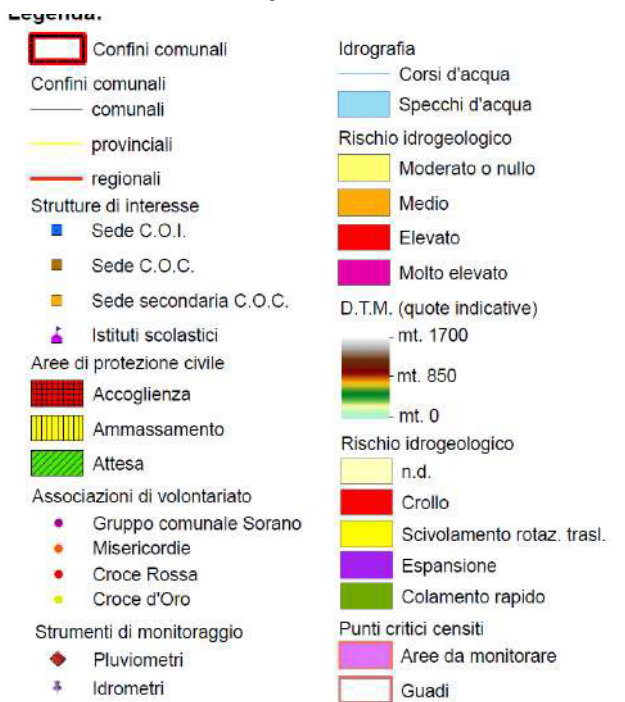 Legenda:
Confini comunali
Confini comunali
comunali
provinciali
regionali
Strutture di interesse
Sede C.O.I.
Sede C.O.C.
Sede secondaria C.O.C.
Istituti scolastici
Aree di protezione civile
Accoglienza
Ammassamento
Attesa
Associazioni di volontariato
Gruppo comunale Sorano
Misericordie
Croce Rossa
Croce d'Oro
Strumenti di monitoraggio
Pluviometri
Idrometri
Idrografia
Corsi d'acqua
Specchi d'acqua
Rischio idrogeologico
Moderato o nullo
Medio
Elevato
Molto elevato
D.T.M. (quote indicative)
mt. 1700
mt. 850
mt. 0
Rischio idrogeologico
n.d.
Crollo
Scivolamento rotaz. trasl.
Espansione
Colamento rapido
Punti critici censiti
Aree da monitorare
Guadi